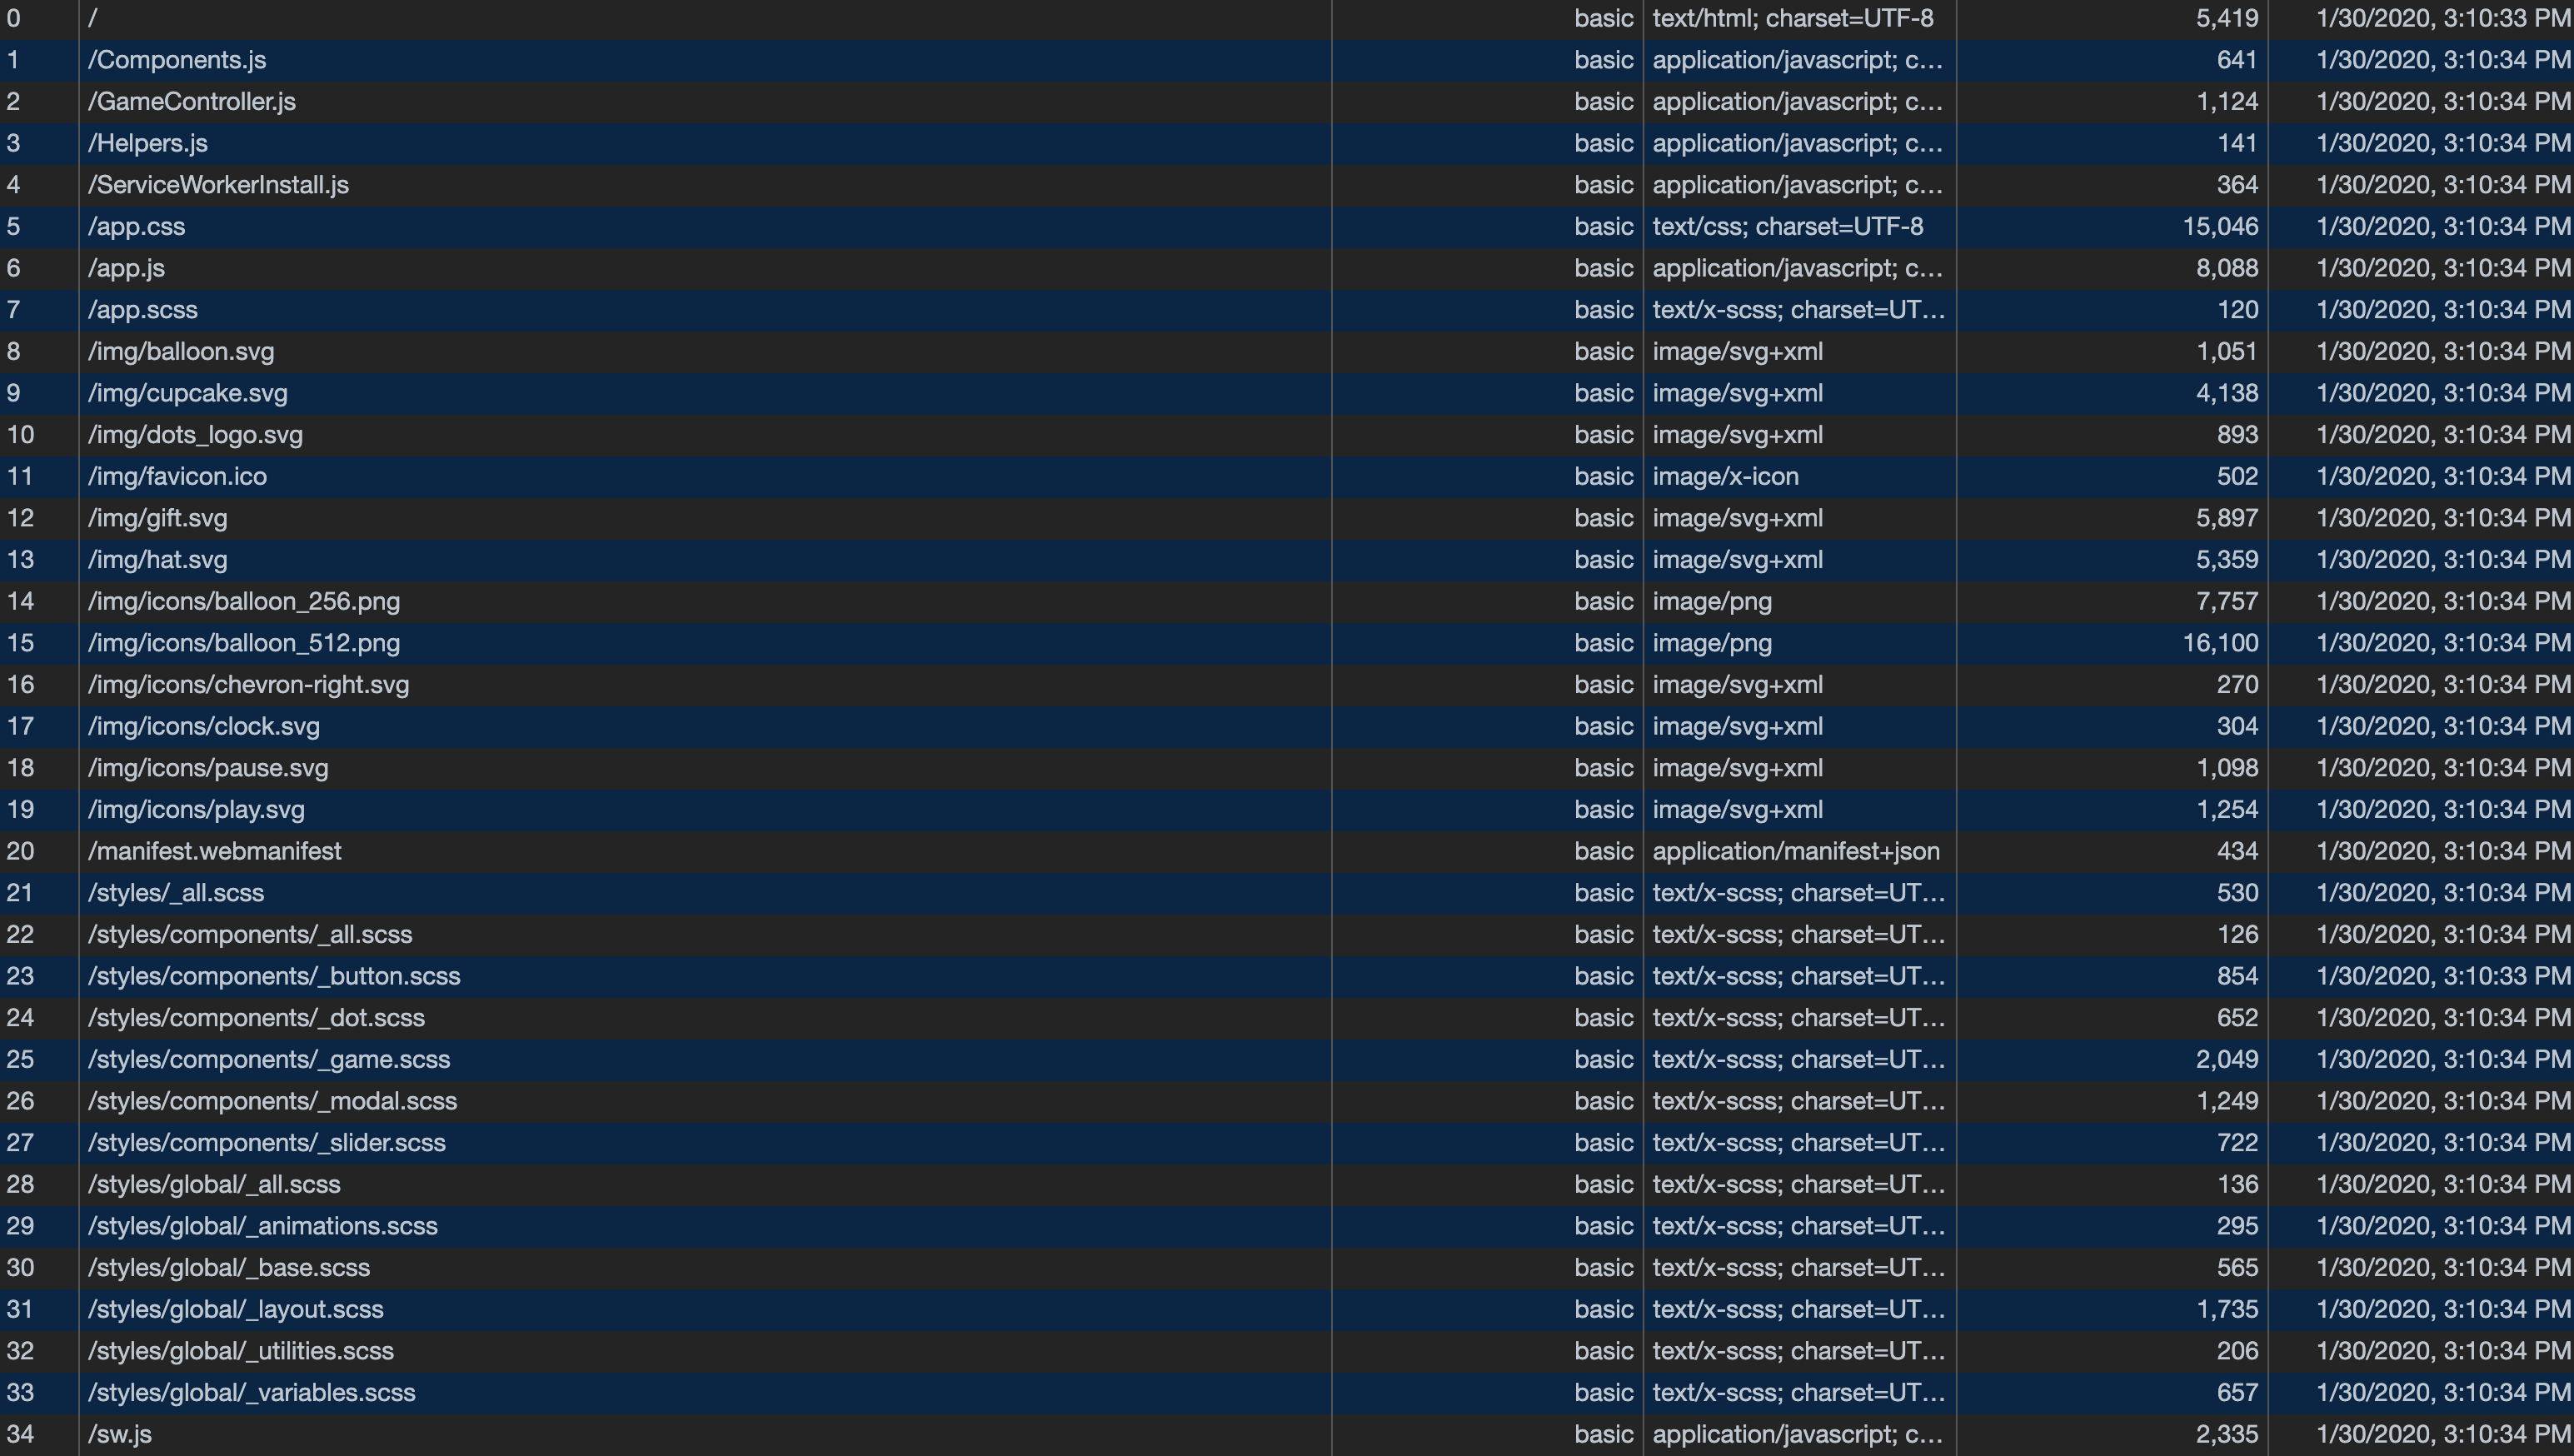 0 / basic text/html; charset=UTF-8 5,419 1/30/2020, 3:10:33 PM
1 /Components.js basic application/javascript; c… 641 1/30/2020, 3:10:34 PM
2 /GameController.js basic application/javascript; c… 1,124 1/30/2020, 3:10:34 PM
3 /Helpers.js basic application/javascript; c… 141 1/30/2020, 3:10:34 PM
4 /ServiceWorkerInstall.js basic application/javascript; c… 364 1/30/2020, 3:10:34 PM
5 /app.css basic text/css; charset=UTF-8 15,046 1/30/2020, 3:10:34 PM
6 /app.js basic application/javascript; c… 8,088 1/30/2020, 3:10:34 PM
7 /app.scss basic text/x-scss; charset=UT… 120 1/30/2020, 3:10:34 PM
8 /img/balloon.svg basic image/svg+xml 1,051 1/30/2020, 3:10:34 PM
9 /img/cupcake.svg basic image/svg+xml 4,138 1/30/2020, 3:10:34 PM
10 /img/dots_logo.svg basic image/svg+xml 893 1/30/2020, 3:10:34 PM
11 /img/favicon.ico basic image/x-icon 502 1/30/2020, 3:10:34 PM
12 /img/gift.svg basic image/svg+xml 5,897 1/30/2020, 3:10:34 PM
13 /img/hat.svg basic image/svg+xml 5,359 1/30/2020, 3:10:34 PM
14 /img/icons/balloon_256.png basic image/png 7,757 1/30/2020, 3:10:34 PM
15 /img/icons/balloon_512.png basic image/png 16,100 1/30/2020, 3:10:34 PM
16 /img/icons/chevron-right.svg basic image/svg+xml 270 1/30/2020, 3:10:34 PM
17 /img/icons/clock.svg basic image/svg+xml 304 1/30/2020, 3:10:34 PM
18 /img/icons/pause.svg basic image/svg+xml 1,098 1/30/2020, 3:10:34 PM
19 /img/icons/play.svg basic image/svg+xml 1,254 1/30/2020, 3:10:34 PM
20 /manifest.webmanifest basic application/manifest+json 434 1/30/2020, 3:10:34 PM
21 /styles/_all.scss basic text/x-scss; charset=UT… 530 1/30/2020, 3:10:34 PM
22 /styles/components/_all.scss basic text/x-scss; charset=UT… 126 1/30/2020, 3:10:34 PM
23 /styles/components/_button.scss basic text/x-scss; charset=UT… 854 1/30/2020, 3:10:33 PM
24 /styles/components/_dot.scss basic text/x-scss; charset=UT… 652 1/30/2020, 3:10:34 PM
25 /styles/components/_game.scss basic text/x-scss; charset=UT… 2,049 1/30/2020, 3:10:34 PM
26 /styles/components/_modal.scss basic text/x-scss; charset=UT… 1,249 1/30/2020, 3:10:34 PM
27 /styles/components/_slider.scss basic text/x-scss; charset=UT… 722 1/30/2020, 3:10:34 PM
28 /styles/global/_all.scss basic text/x-scss; charset=UT… 136 1/30/2020, 3:10:34 PM
29 /styles/global/_animations.scss basic text/x-scss; charset=UT… 295 1/30/2020, 3:10:34 PM
30 /styles/global/_base.scss basic text/x-scss; charset=UT… 565 1/30/2020, 3:10:34 PM
31 /styles/global/_layout.scss basic text/x-scss; charset=UT… 1,735 1/30/2020, 3:10:34 PM
32 /styles/global/_utilities.scss basic text/x-scss; charset=UT… 206 1/30/2020, 3:10:34 PM
33 /styles/global/_variables.scss basic text/x-scss; charset=UT… 657 1/30/2020, 3:10:34 PM
34 /sw.js basic application/javascript; c… 2,335 1/30/2020, 3:10:34 PM